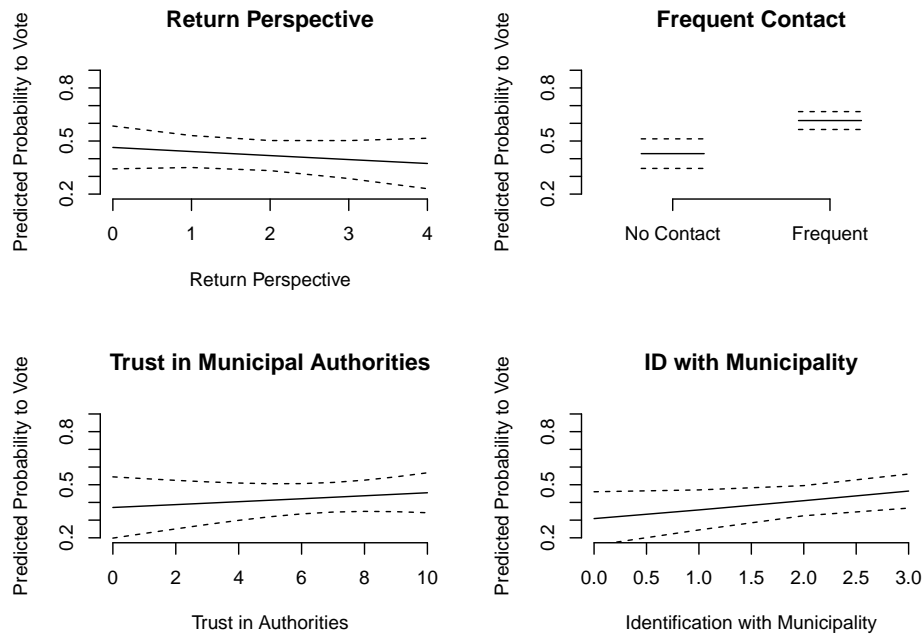 Return Perspective
Predicted Probability to Vote
0.2 0.5 0.8
0 1 2 3 4
Return Perspective
Frequent Contact
Predicted Probability to Vote
0.2 0.5 0.8
No Contact Frequent
Trust in Municipal Authorities
Predicted Probability to Vote
0.2 0.5 0.8
0 2 4 6 8 10
Trust in Authorities
ID with Municipality
Predicted Probability to Vote
0.2 0.5 0.8
0.0 0.5 1.0 1.5 2.0 2.5 3.0
Identification with Municipality